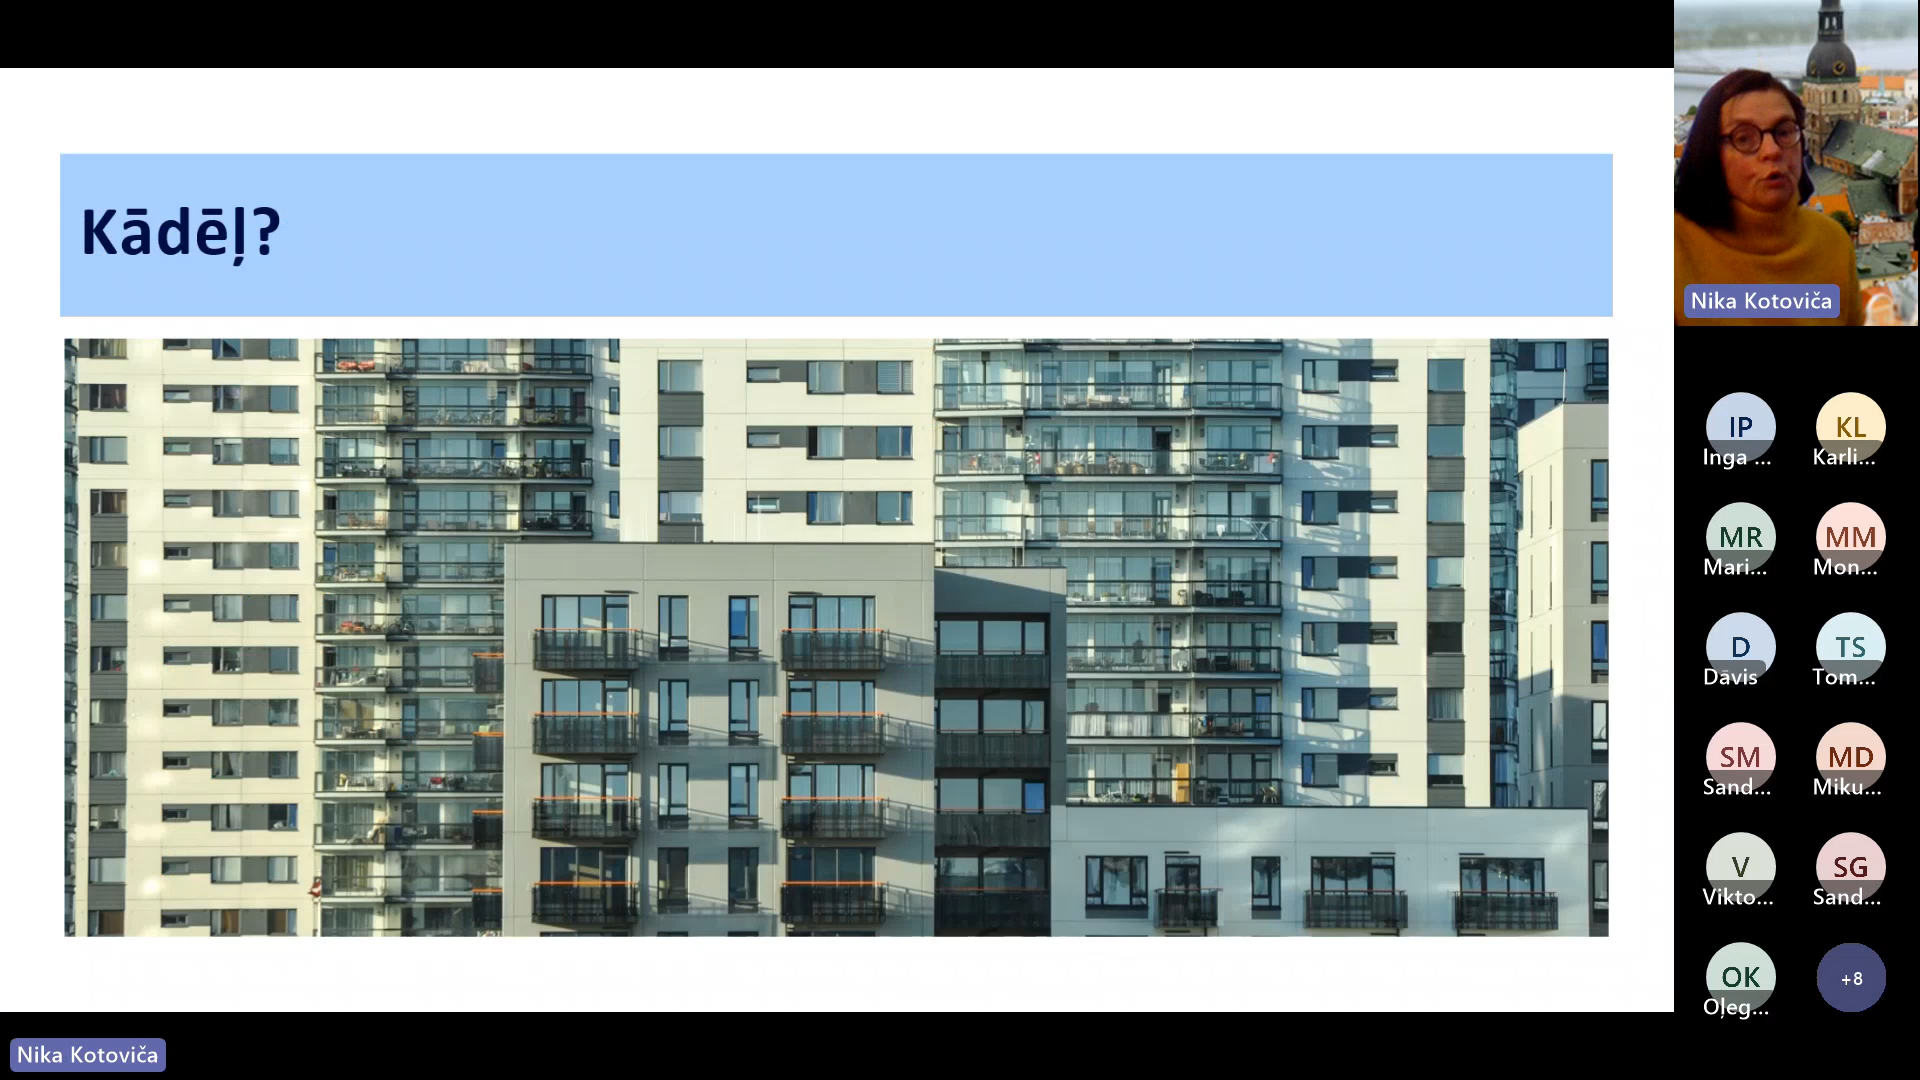 Kādēļ?
Nika Kotoviča
IP
Inga ...
KL
Karli...
MR
Mari...
MM
Mon...
D
Dāvis
TS
Tom...
SM
Sand...
MD
Miku...
V
Vikto...
SG
Sand...
OK
Oļeg...
+8
Nika Kotoviča